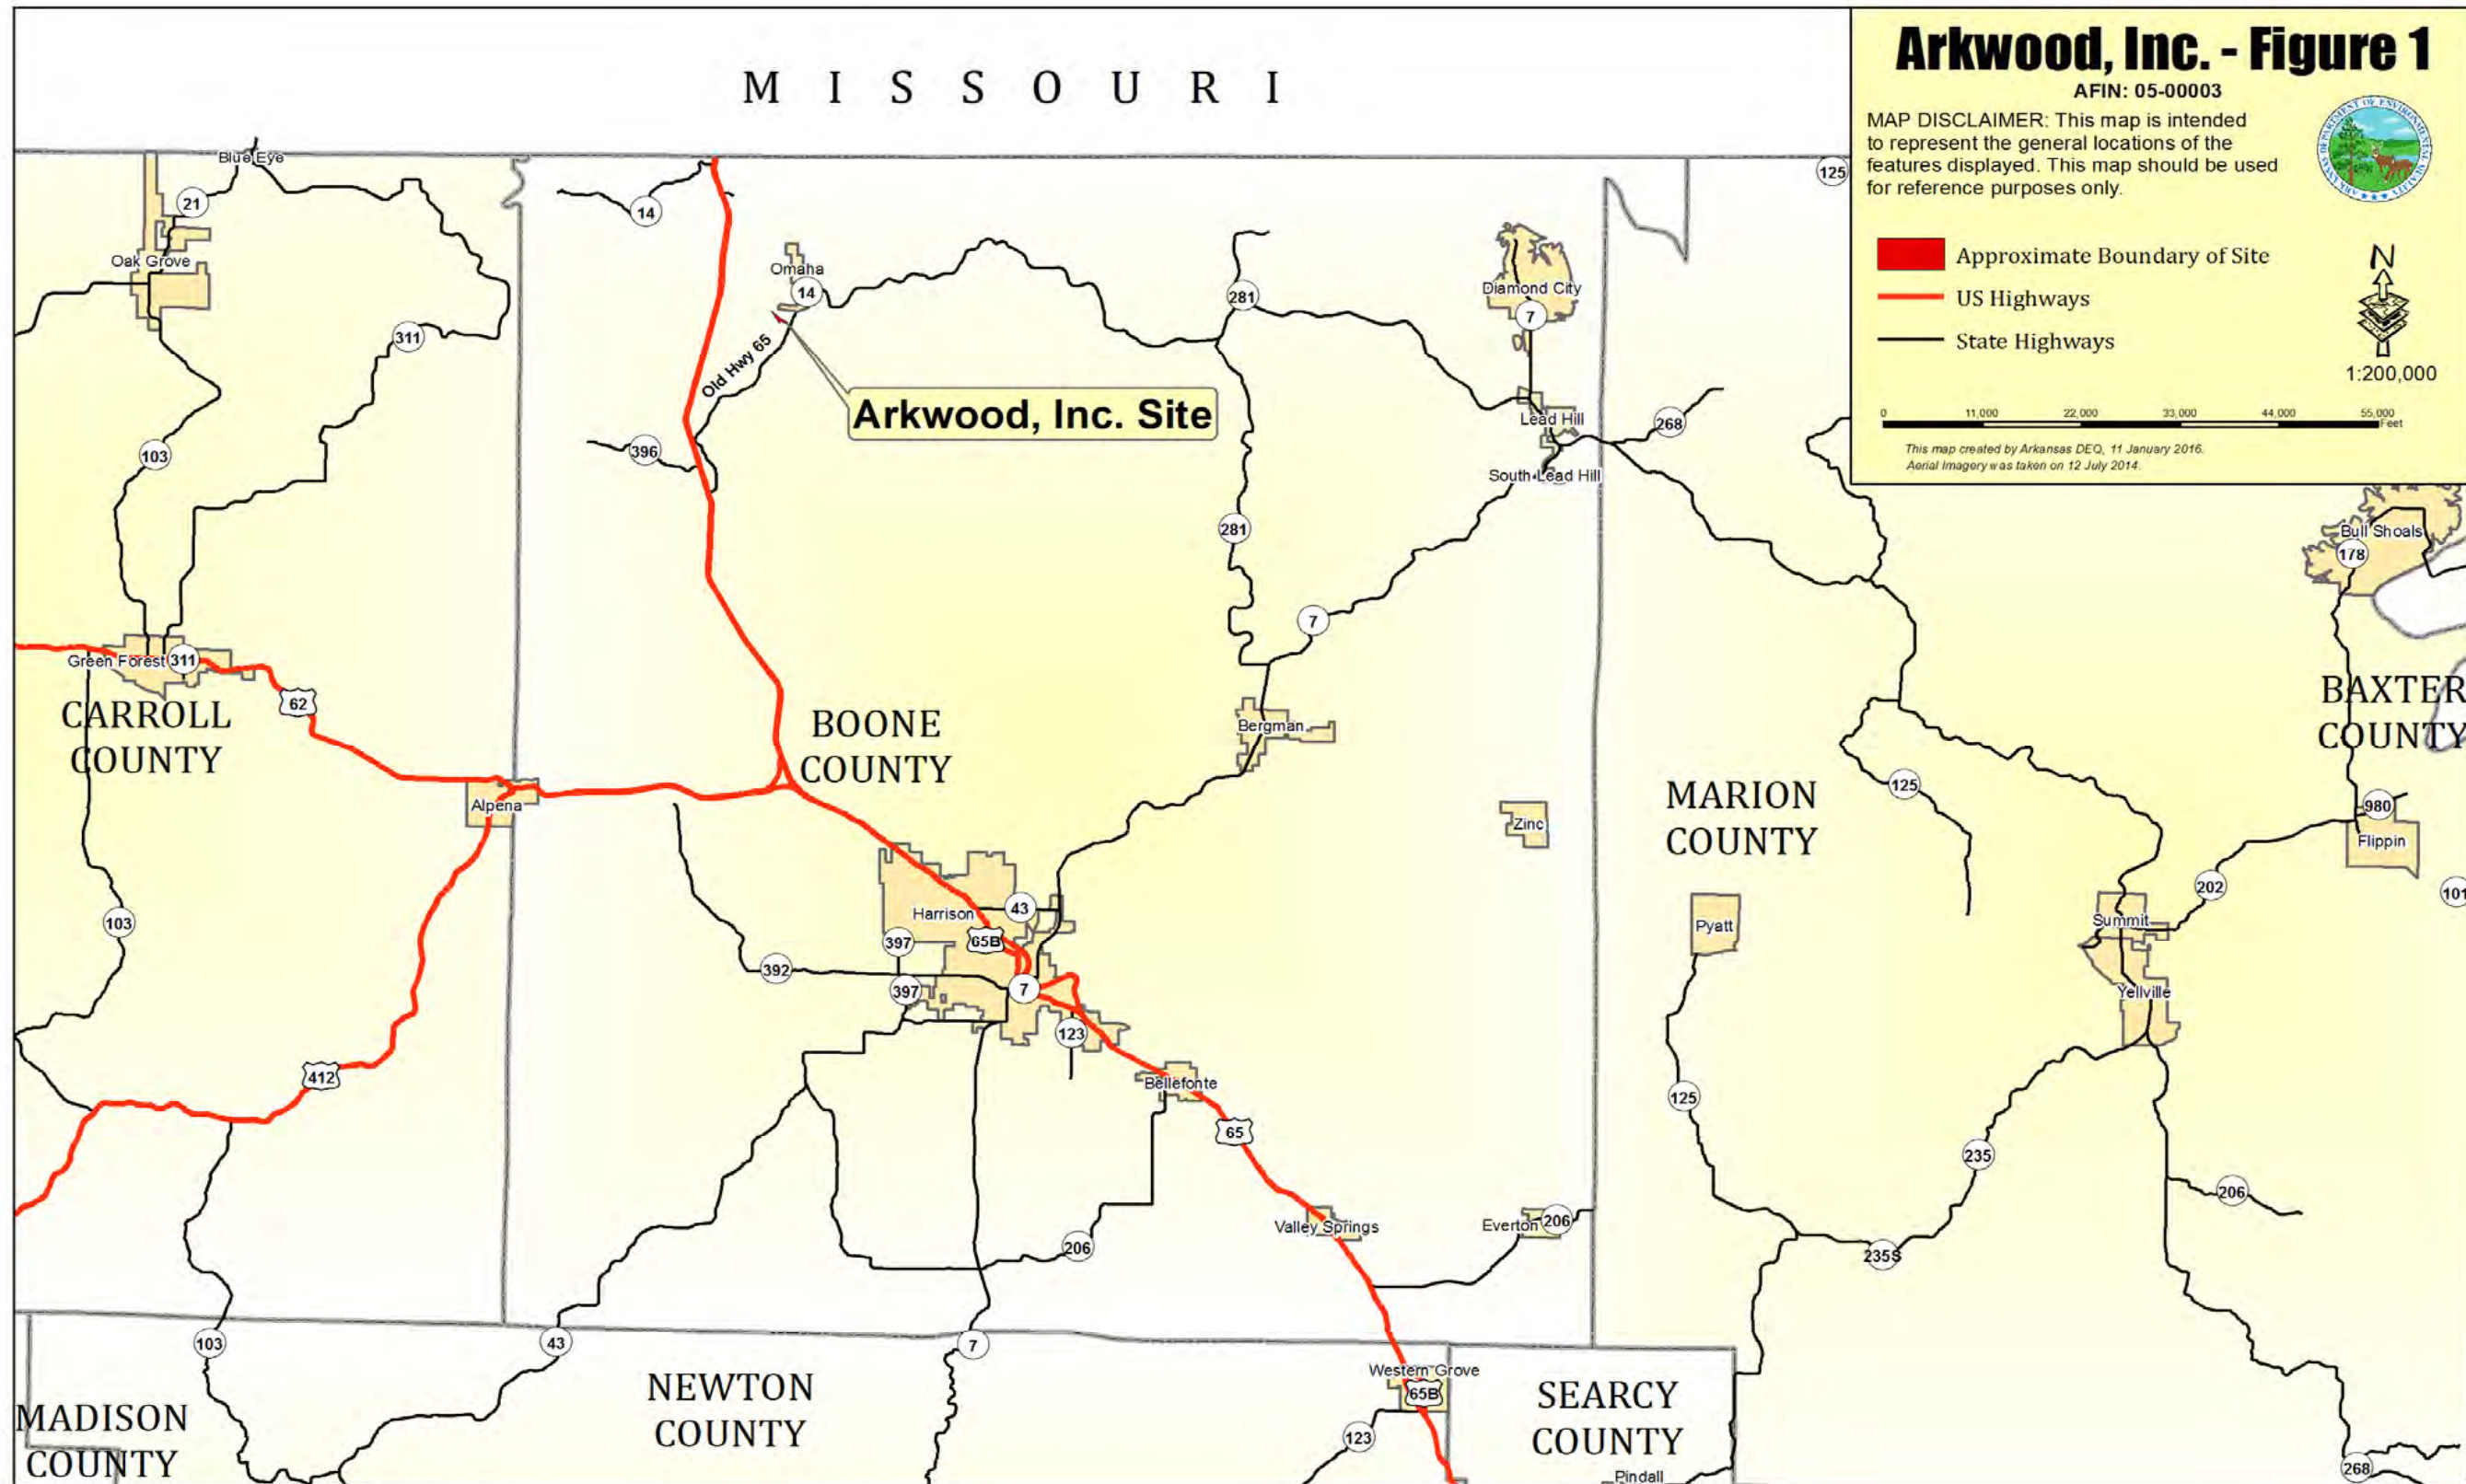 Arkwood, Inc. - Figure 1
AFIN: 05-00003
MAP DISCLAIMER: This map is intended
to represent the general locations of the
features displayed. This map should be used
for reference purposes only.
Approximate Boundary of Site
US Highways
State Highways
N
1:200,000
0 11,000 22,000 33,000 44,000 55,000
Feet
This map created by Arkansas DEQ, 11 January 2016.
Aerial Imagery was taken on 12 July 2014.
MISSOURI
Blue Eye
125
21
14
Oak Grove
Omaha
14
281
Diamond City
7
311
Old Hwy 65
Arkwood, Inc. Site
Lead Hill
268
103
396
South Lead Hill
281
Bull Shoals
178
7
Green Forest
311
62
CARROLL
COUNTY
BOONE
COUNTY
Bergman
BAXTER
COUNTY
Alpena
125
MARION
COUNTY
Zinc
980
Flippin
202
101
103
Harrison
43
397
65B
Pyatt
Summit
392
397
7
Yellville
123
412
Bellefonte
125
65
235
206
Valley Springs
Everton
206
206
235S
103
43
7
Western Grove
65B
NEWTON
COUNTY
SEARCY
COUNTY
MADISON
COUNTY
123
268
Pindall